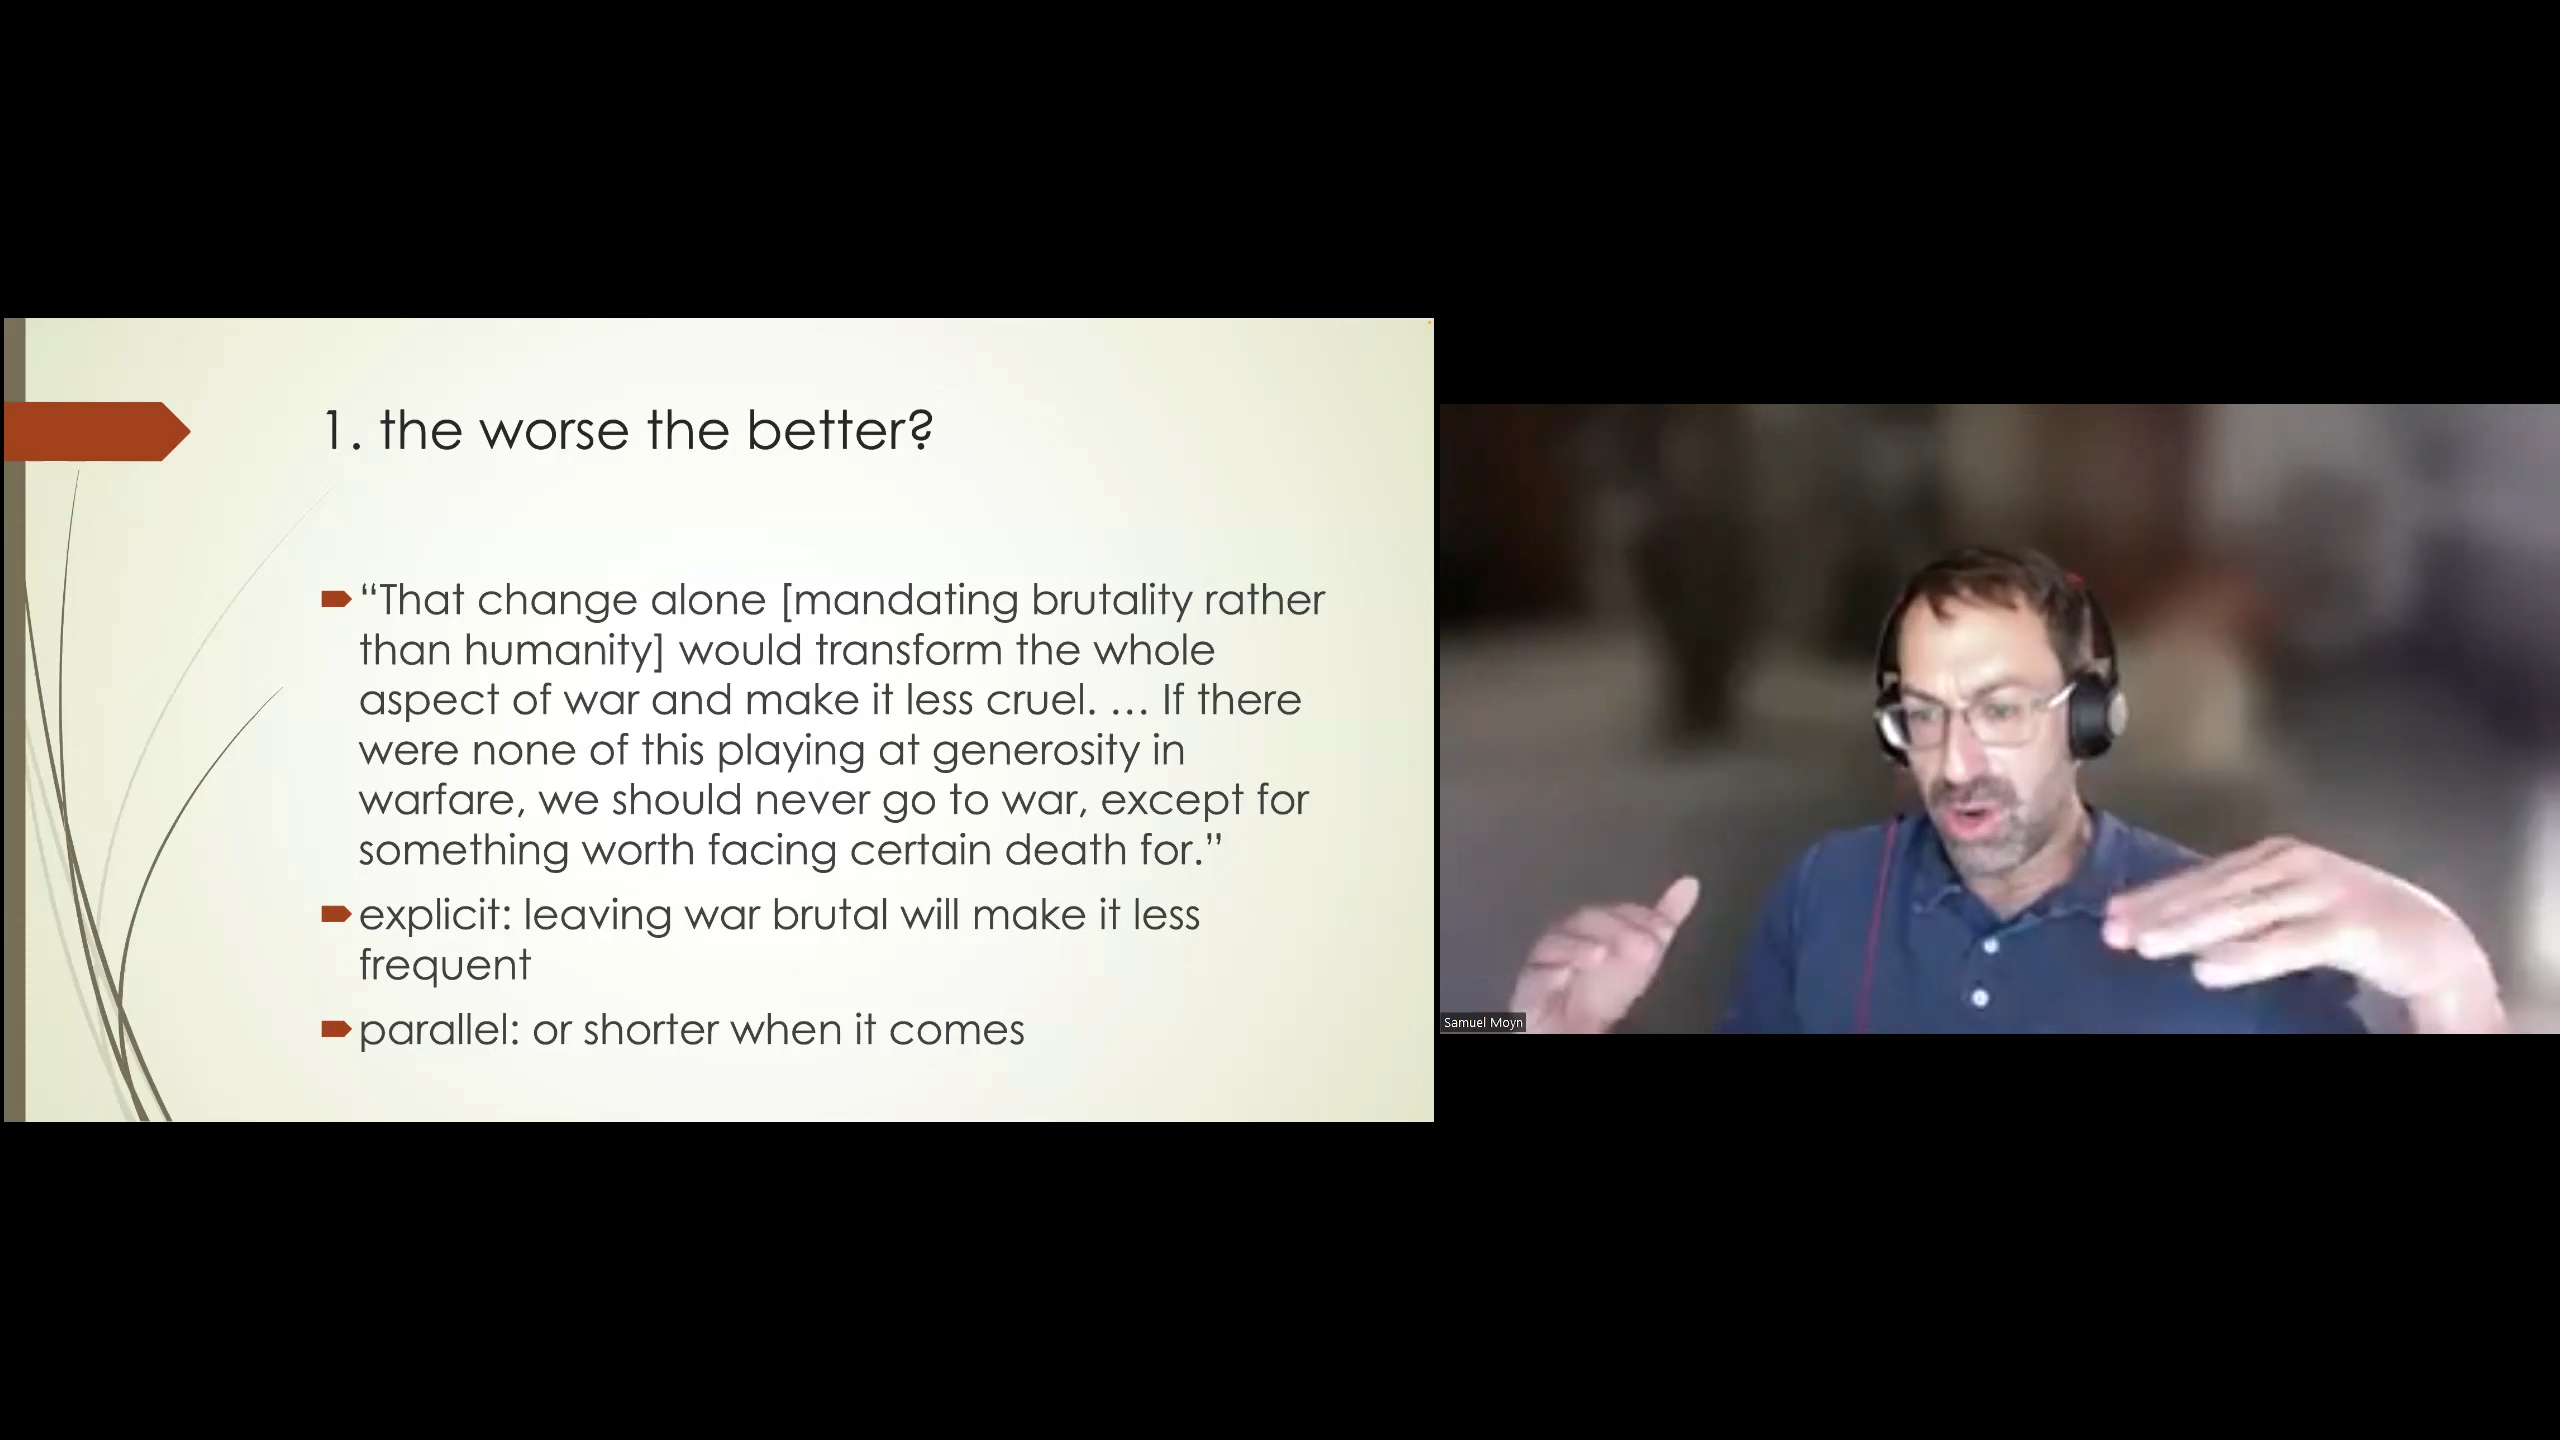 1. the worse the better?
“That change alone [mandating brutality rather
than humanity] would transform the whole
aspect of war and make it less cruel. … If there
were none of this playing at generosity in
warfare, we should never go to war, except for
something worth facing certain death for.”
explicit: leaving war brutal will make it less
frequent
parallel: or shorter when it comes
Samuel Moyn